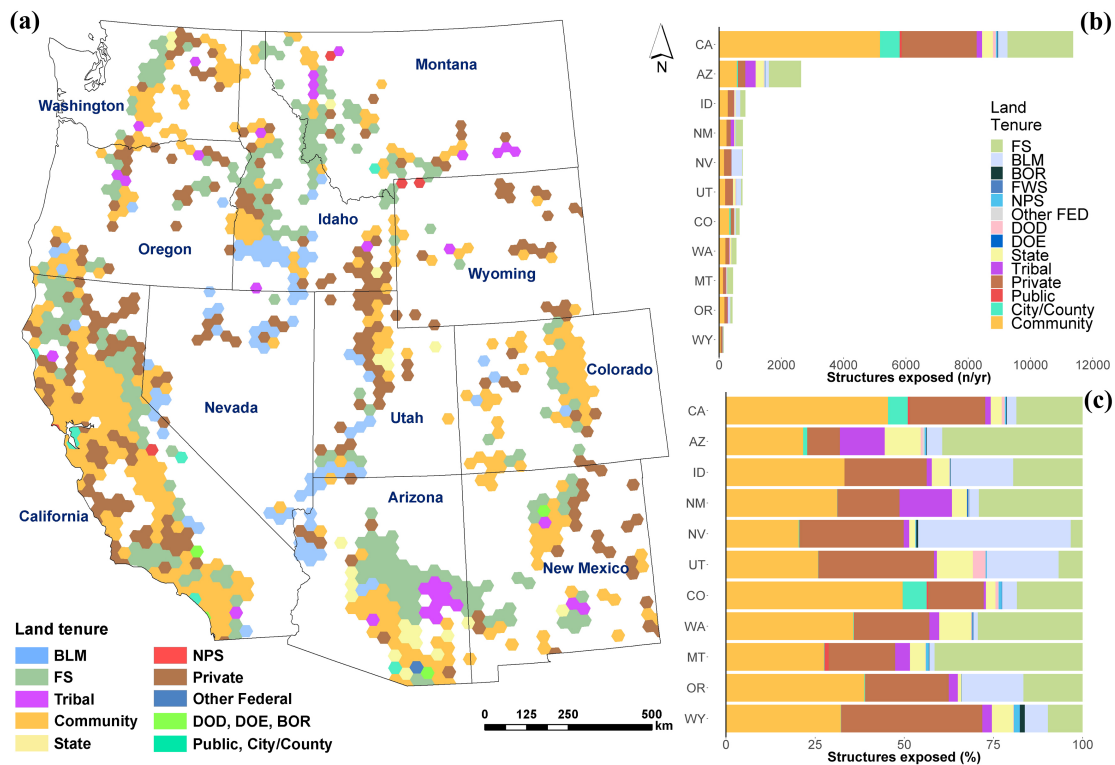 (a)
N
Montana
Washington
Idaho
Oregon
Wyoming
Colorado
Nevada
Utah
Arizona
California
New Mexico
Land tenure
BLM
FS
Tribal
Community
State
NPS
Private
Other Federal
DOD, DOE, BOR
Public, City/County
0 125 250 500
km
(b)
CA
AZ
ID
NM
NV
UT
CO
WA
MT
OR
WY
0 2000 4000 6000 8000 10000 12000
Structures exposed (n/yr)
Land
Tenure
FS
BLM
BOR
FWS
NPS
Other FED
DOD
DOE
State
Tribal
Private
Public
City/County
Community
(c)
CA
AZ
ID
NM
NV
UT
CO
WA
MT
OR
WY
0 25 50 75 100
Structures exposed (%)